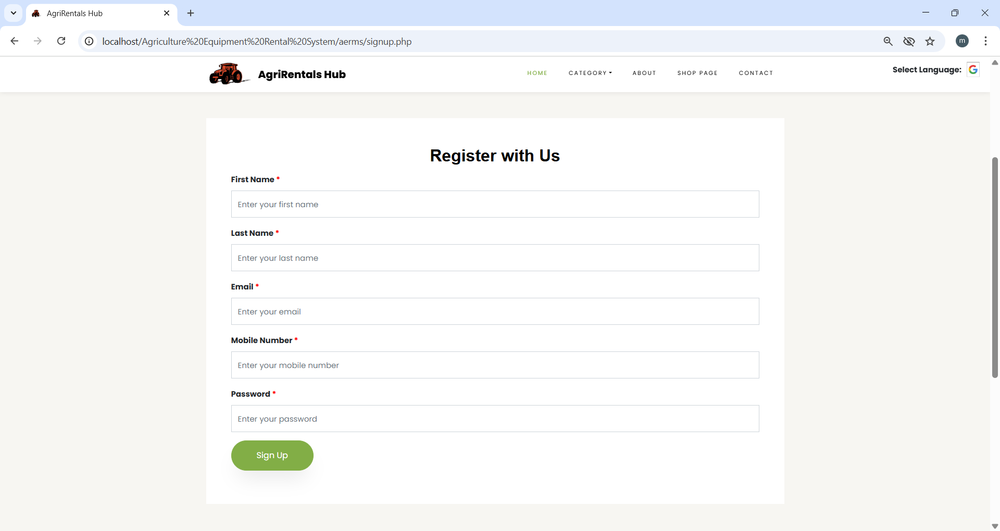 AgriRentals Hub
localhost/Agriculture%20Equipment%20Rental%20System/aerms/signup.php
m
AgriRentals Hub
HOME
CATEGORY
ABOUT
SHOP PAGE
CONTACT
Select Language:
G
Register with Us
First Name *
Enter your first name
Last Name *
Enter your last name
Email *
Enter your email
Mobile Number *
Enter your mobile number
Password *
Enter your password
Sign Up